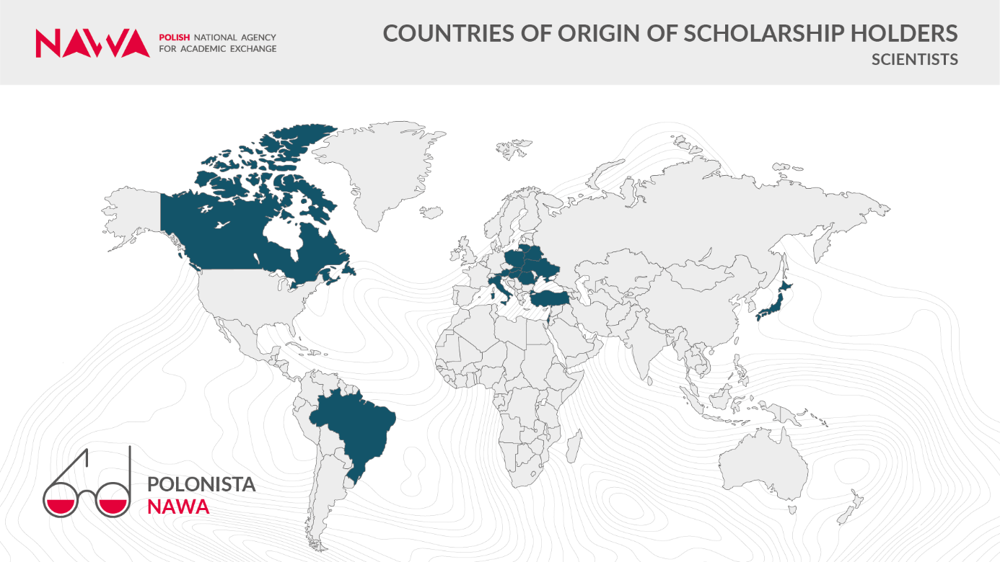 NAWA
POLISH NATIONAL AGENCY
FOR ACADEMIC EXCHANGE
COUNTRIES OF ORIGIN OF SCHOLARSHIP HOLDERS
SCIENTISTS
POLONISTA
NAWA